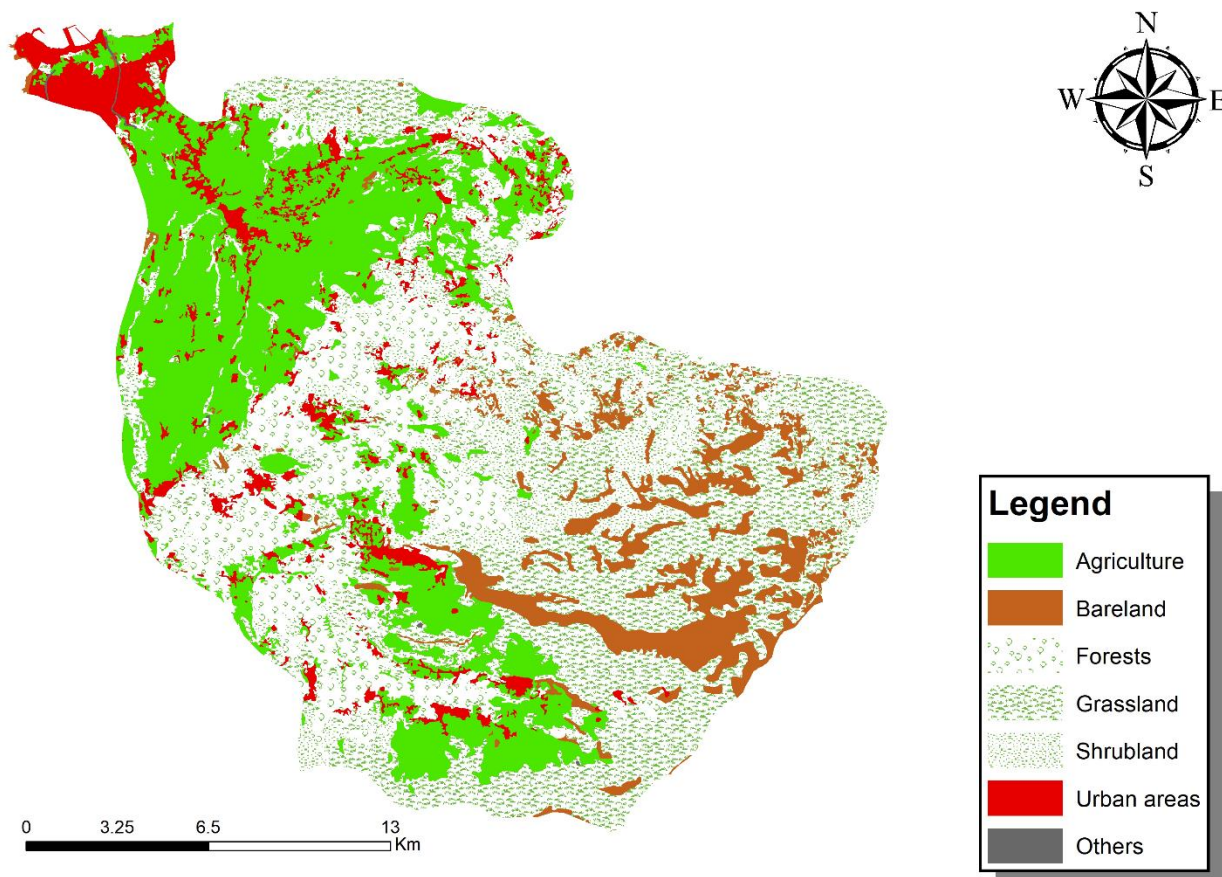 N
W E
S
Legend
Agriculture
Bareland
Forests
Grassland
Shrubland
Urban areas
Others
0 3.25 6.5 13
Km